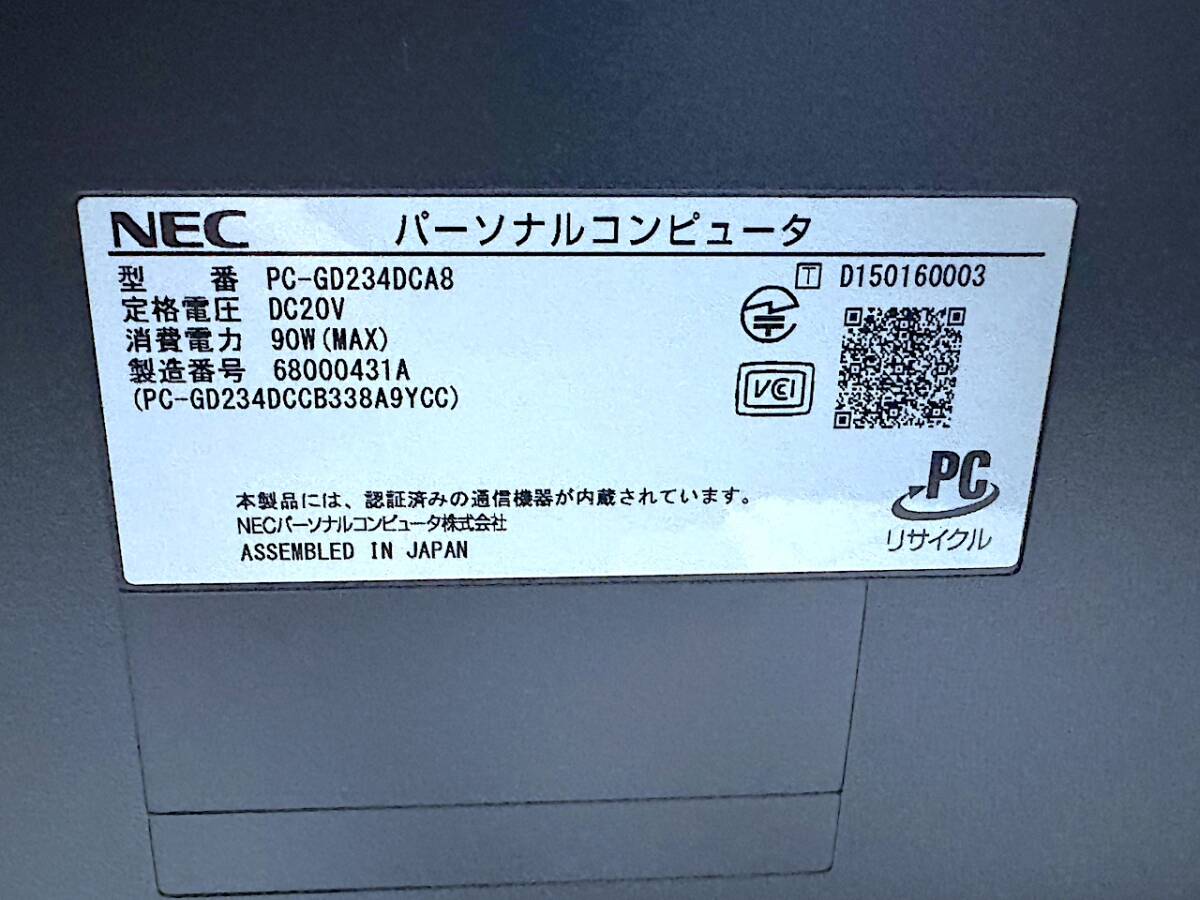 NEC パーソナルコンピュータ
型 番 PC-GD234DCA8
定格電圧 DC20V
消費電力 90W(MAX)
製造番号 68000431A
(PC-GD234DCCB338A9YCC)
T D150160003
VCI
本製品には、認証済みの通信機器が内蔵されています。
NECパーソナルコンピュータ株式会社
ASSEMBLED IN JAPAN
PC
リサイクル